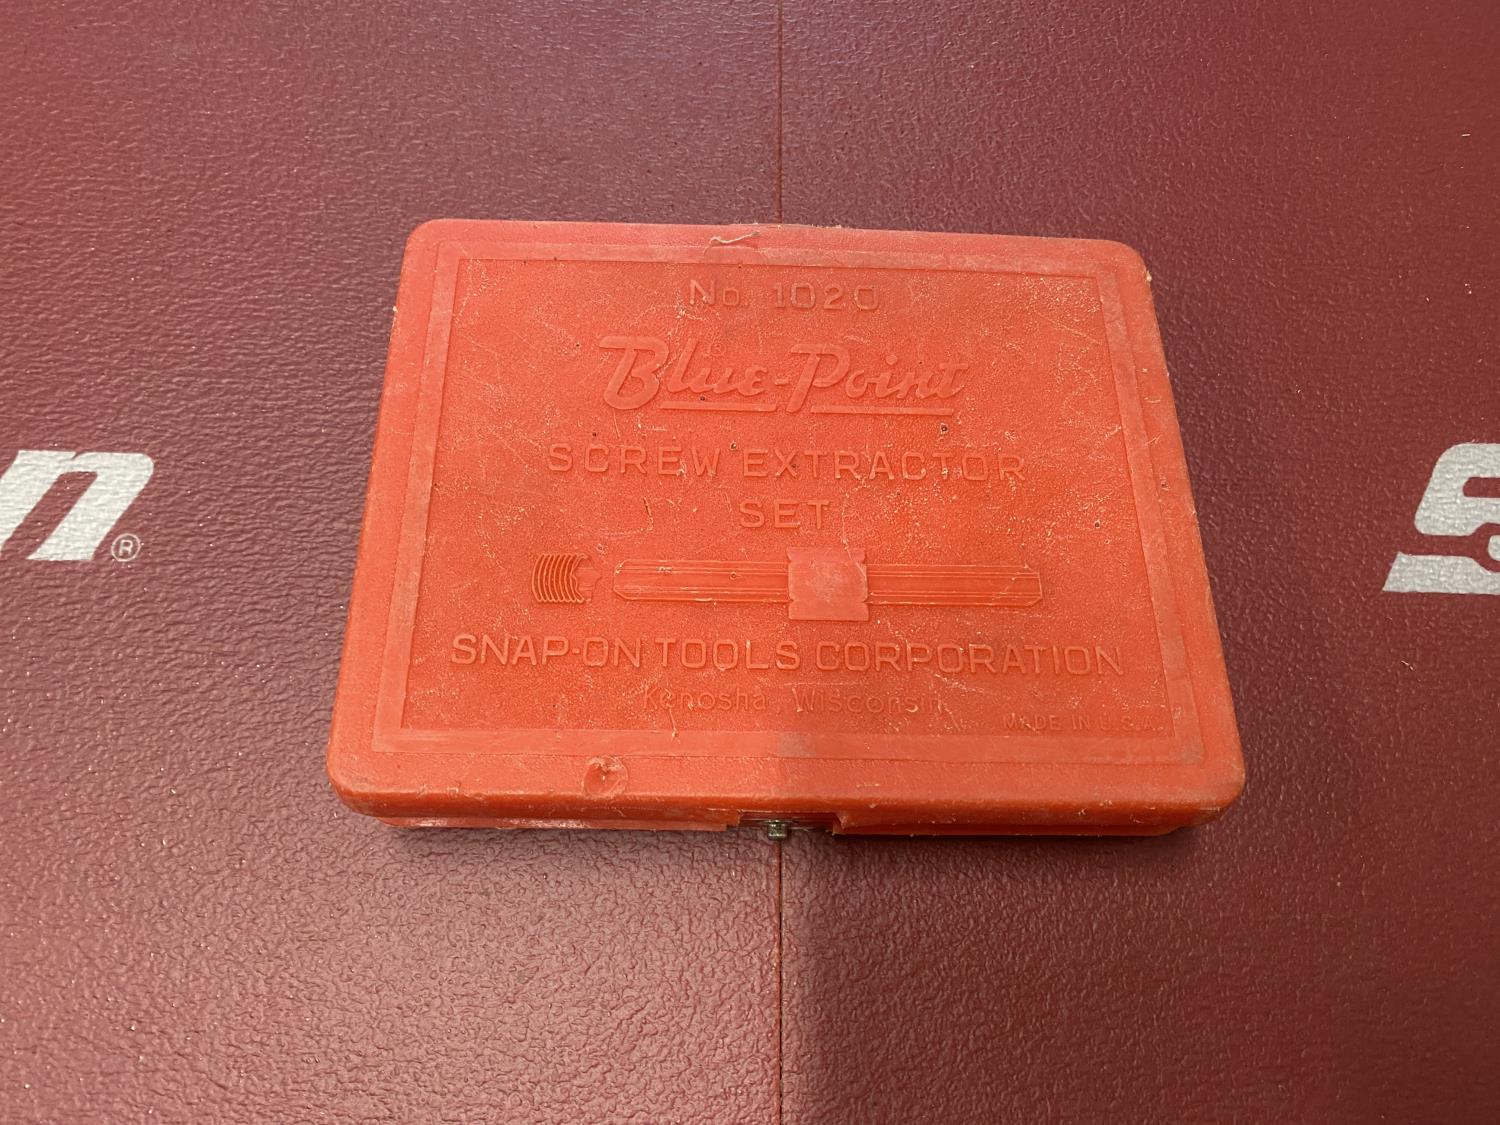 No. 1020
Blue-Point
®
SCREW EXTRACTOR
SET
n®
S
SNAP-ON TOOLS CORPORATION
Kenosha, Wisconsin
MADE IN U.S.A.